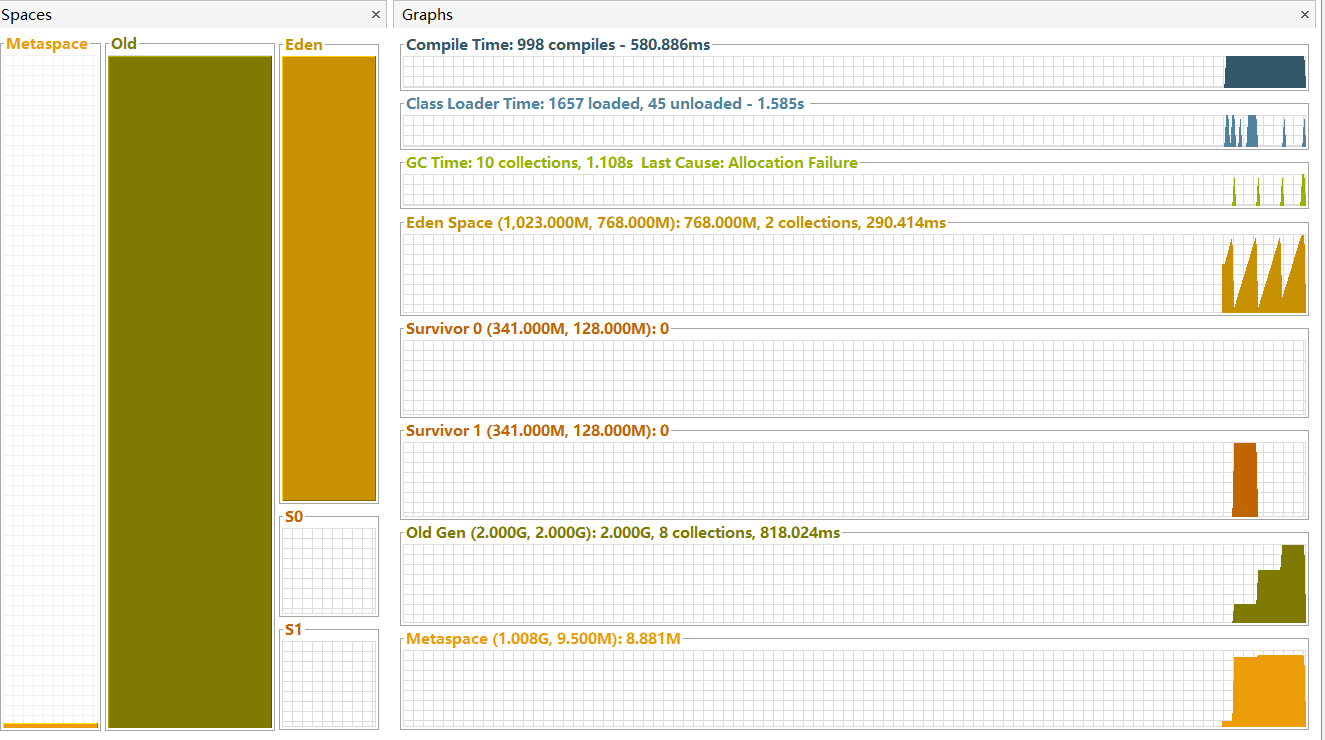 Spaces
Graphs
Metaspace
Old
Eden
S0
S1
Compile Time: 998 compiles - 580.886ms
Class Loader Time: 1657 loaded, 45 unloaded - 1.585s
GC Time: 10 collections, 1.108s  Last Cause: Allocation Failure
Eden Space (1,023.000M, 768.000M): 768.000M, 2 collections, 290.414ms
Survivor 0 (341.000M, 128.000M): 0
Survivor 1 (341.000M, 128.000M): 0
Old Gen (2.000G, 2.000G): 2.000G, 8 collections, 818.024ms
Metaspace (1.008G, 9.500M): 8.881M